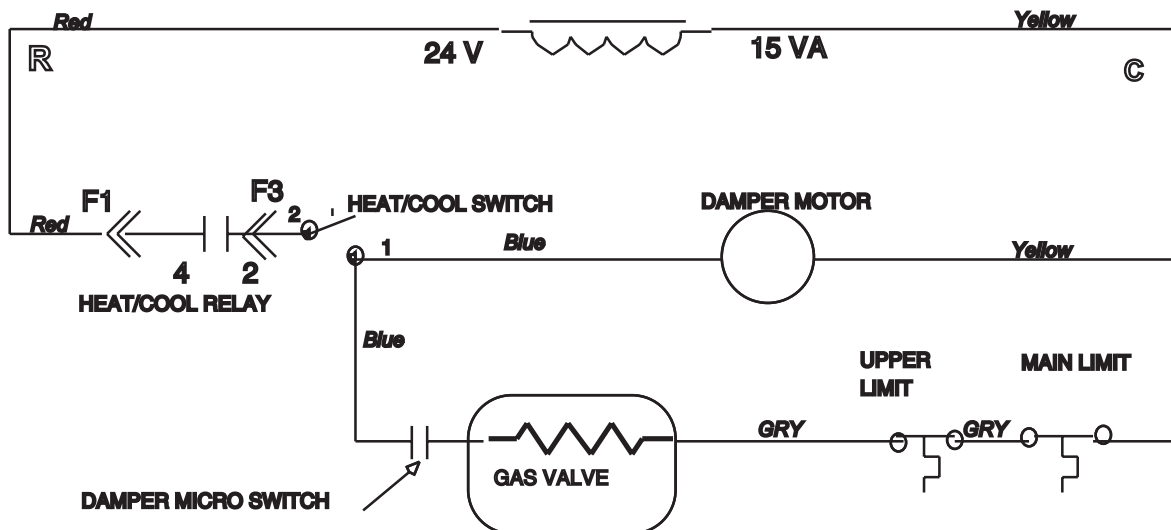 Red
Yellow
R
24 V
15 VA
C
F1
F3
2
HEAT/COOL SWITCH
DAMPER MOTOR
Red
1
Blue
Yellow
4
2
HEAT/COOL RELAY
Blue
UPPER
LIMIT
MAIN LIMIT
GRY
GRY
GAS VALVE
DAMPER MICRO SWITCH